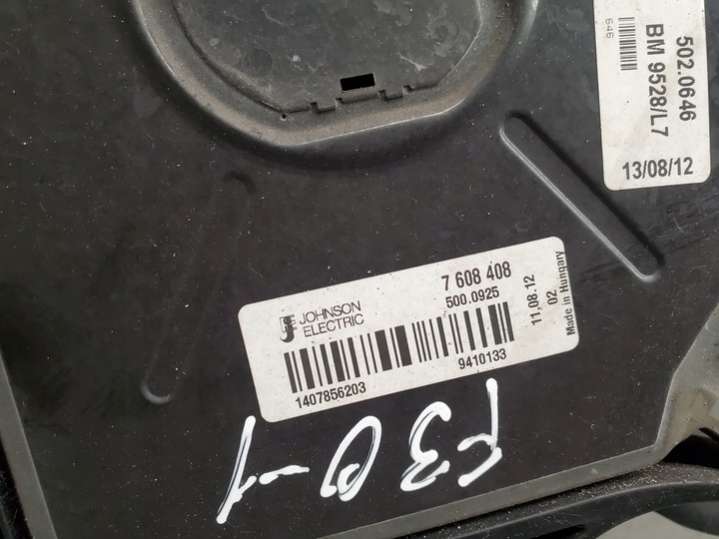 502.0646
BM 9528/L7
646
13/08/12
JOHNSON
ELECTRIC
7 608 408
500.0925
11.08.12
02
Made in Hungary
1407856203
9410133
F30-1